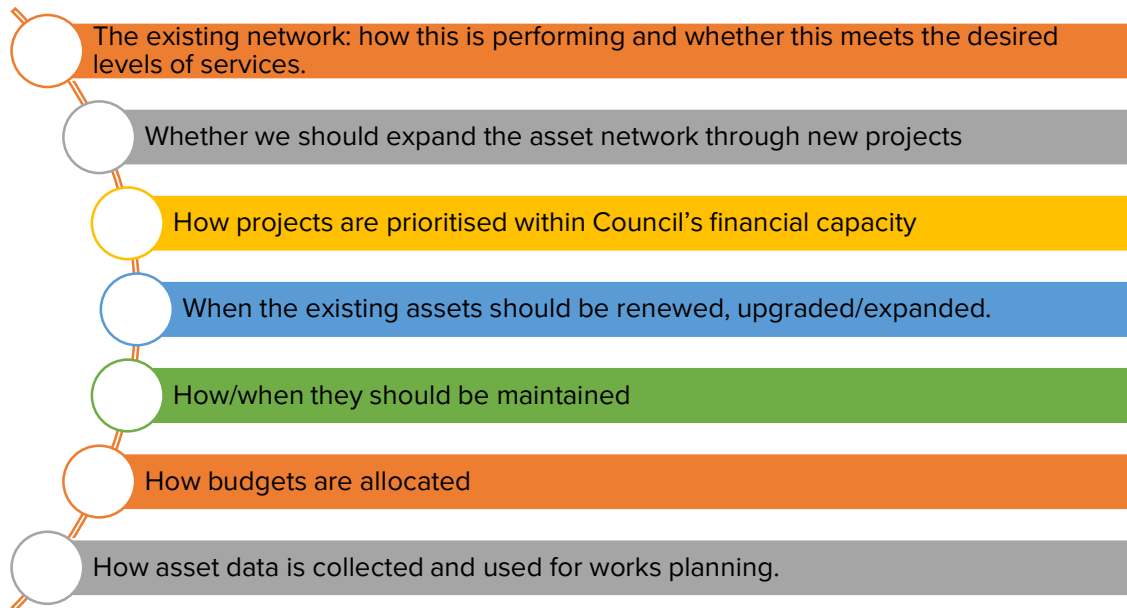 The existing network: how this is performing and whether this meets the desired
levels of services.
Whether we should expand the asset network through new projects
How projects are prioritised within Council's financial capacity
When the existing assets should be renewed, upgraded/expanded.
How/when they should be maintained
How budgets are allocated
How asset data is collected and used for works planning.